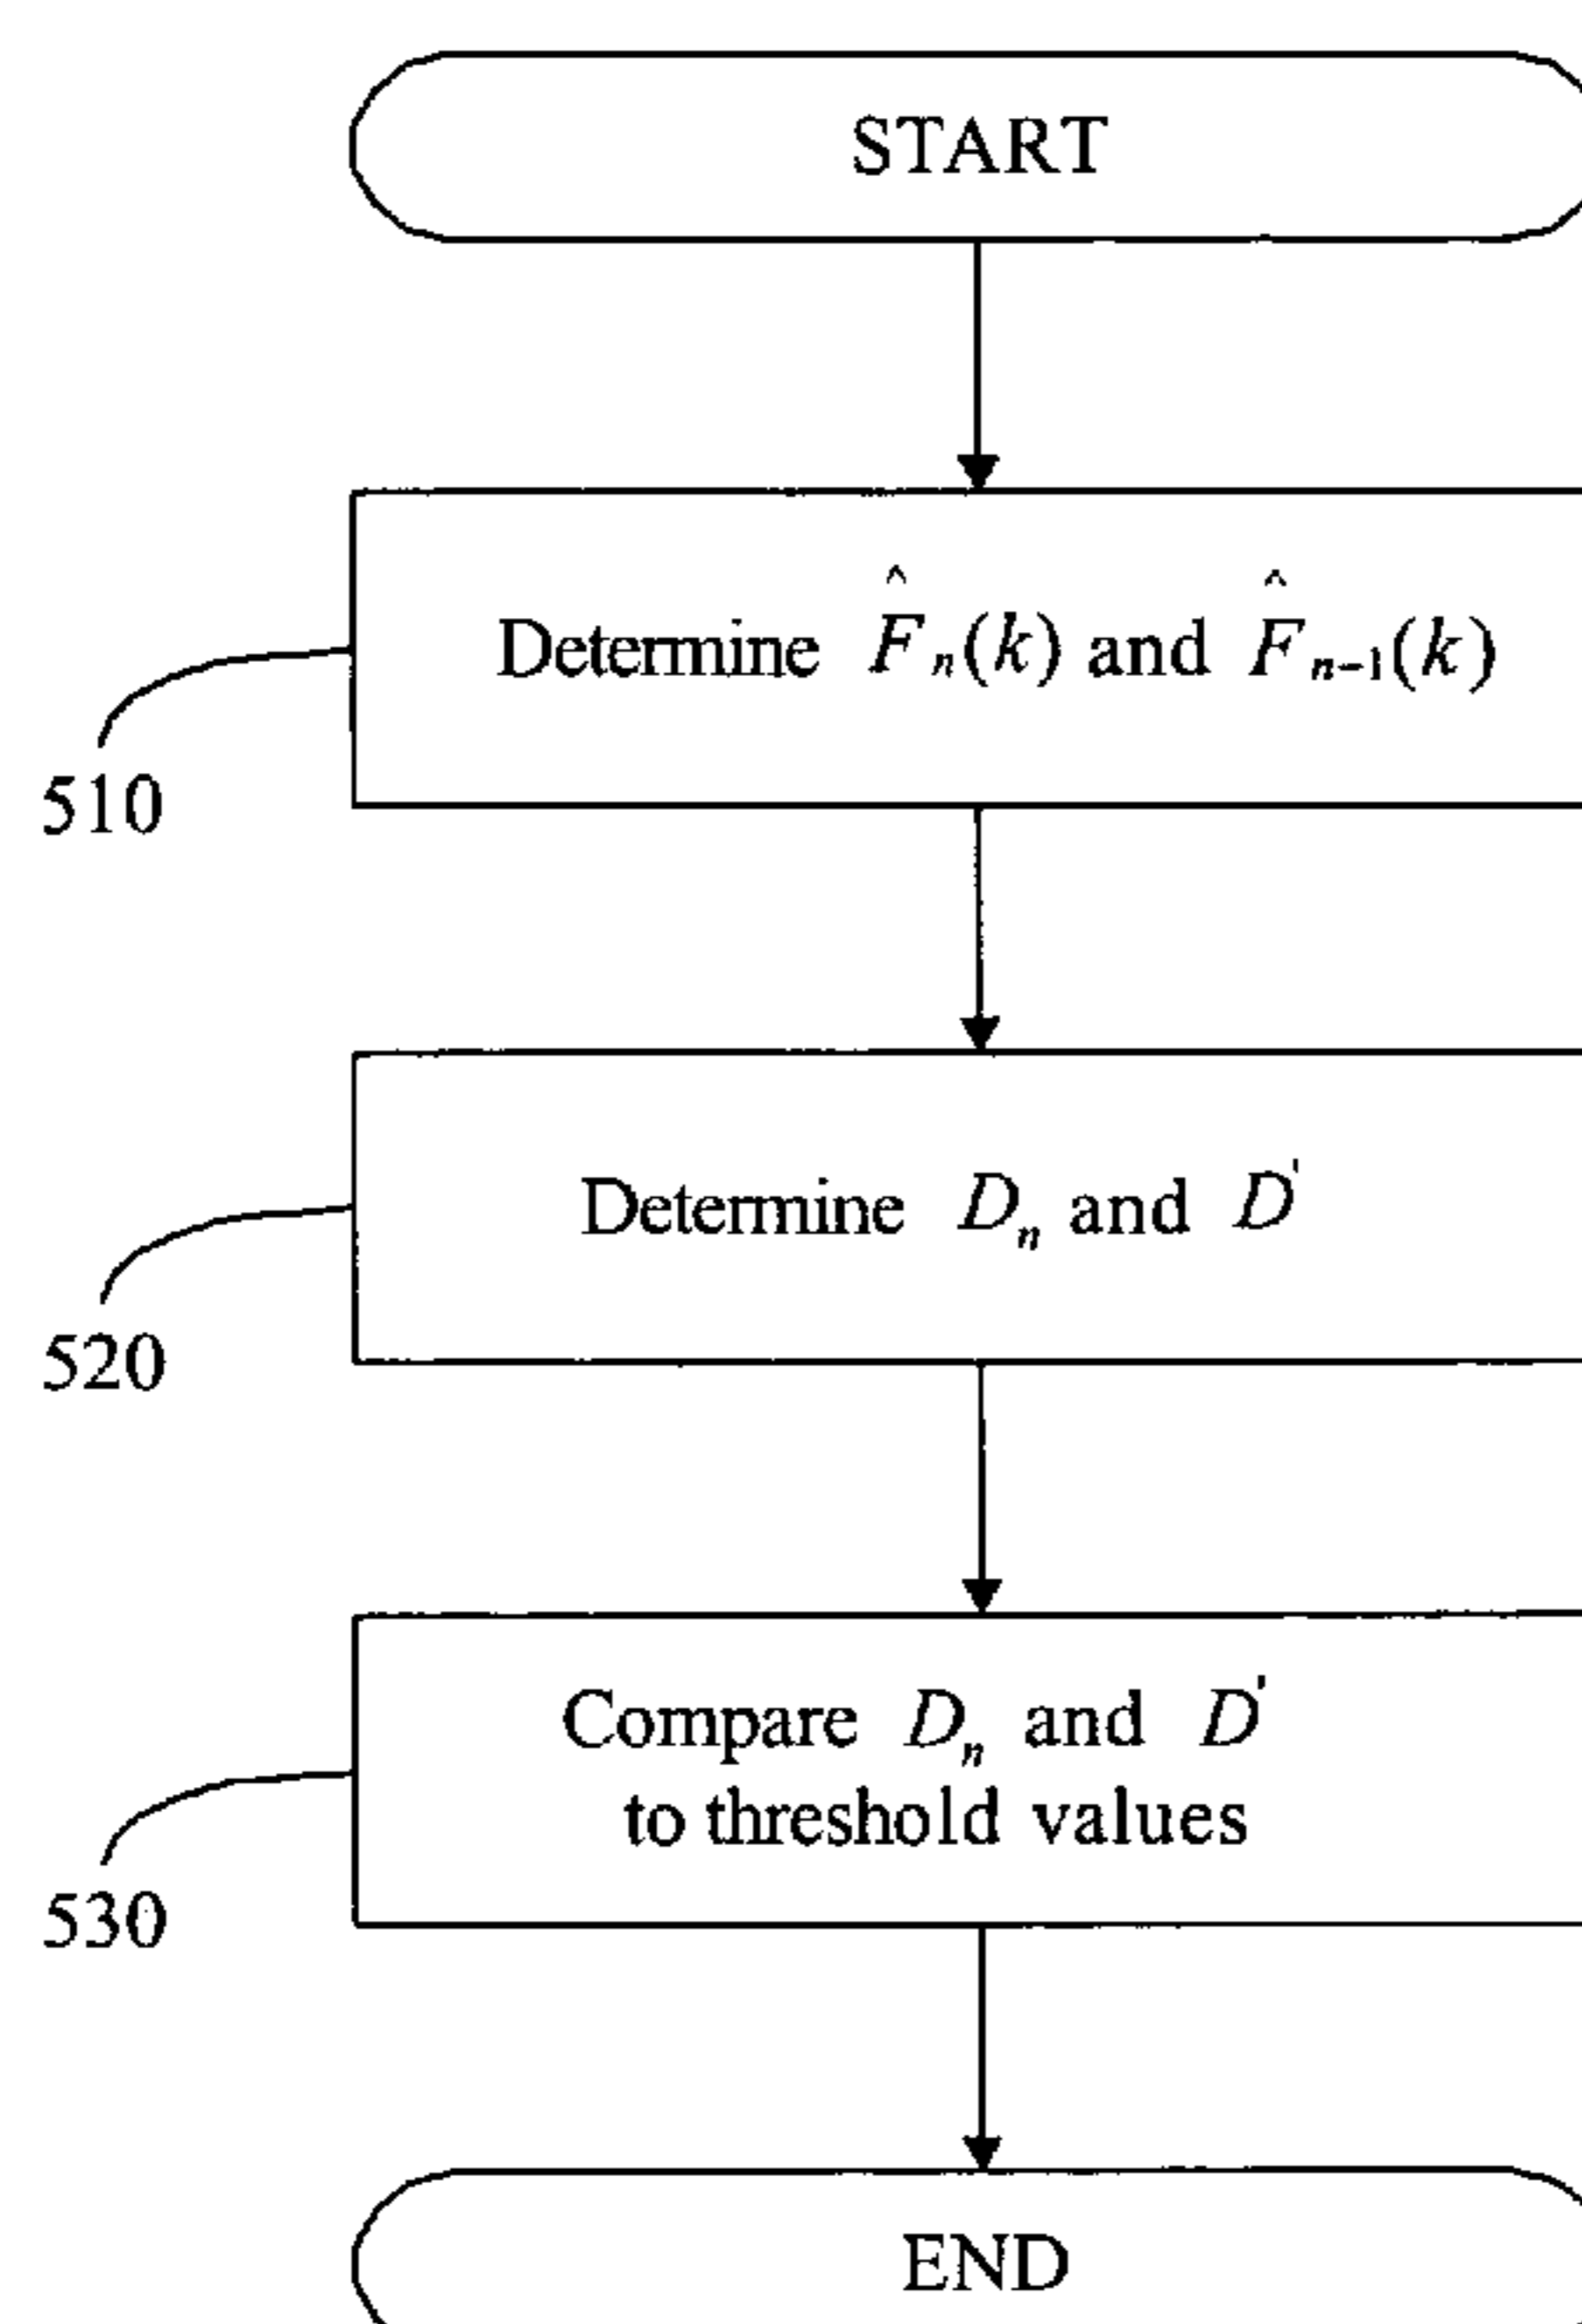 START
Determine F̂n(k) and F̂n−1(k)
510
Determine Dn and D'
520
Compare Dn and D'
to threshold values
530
END